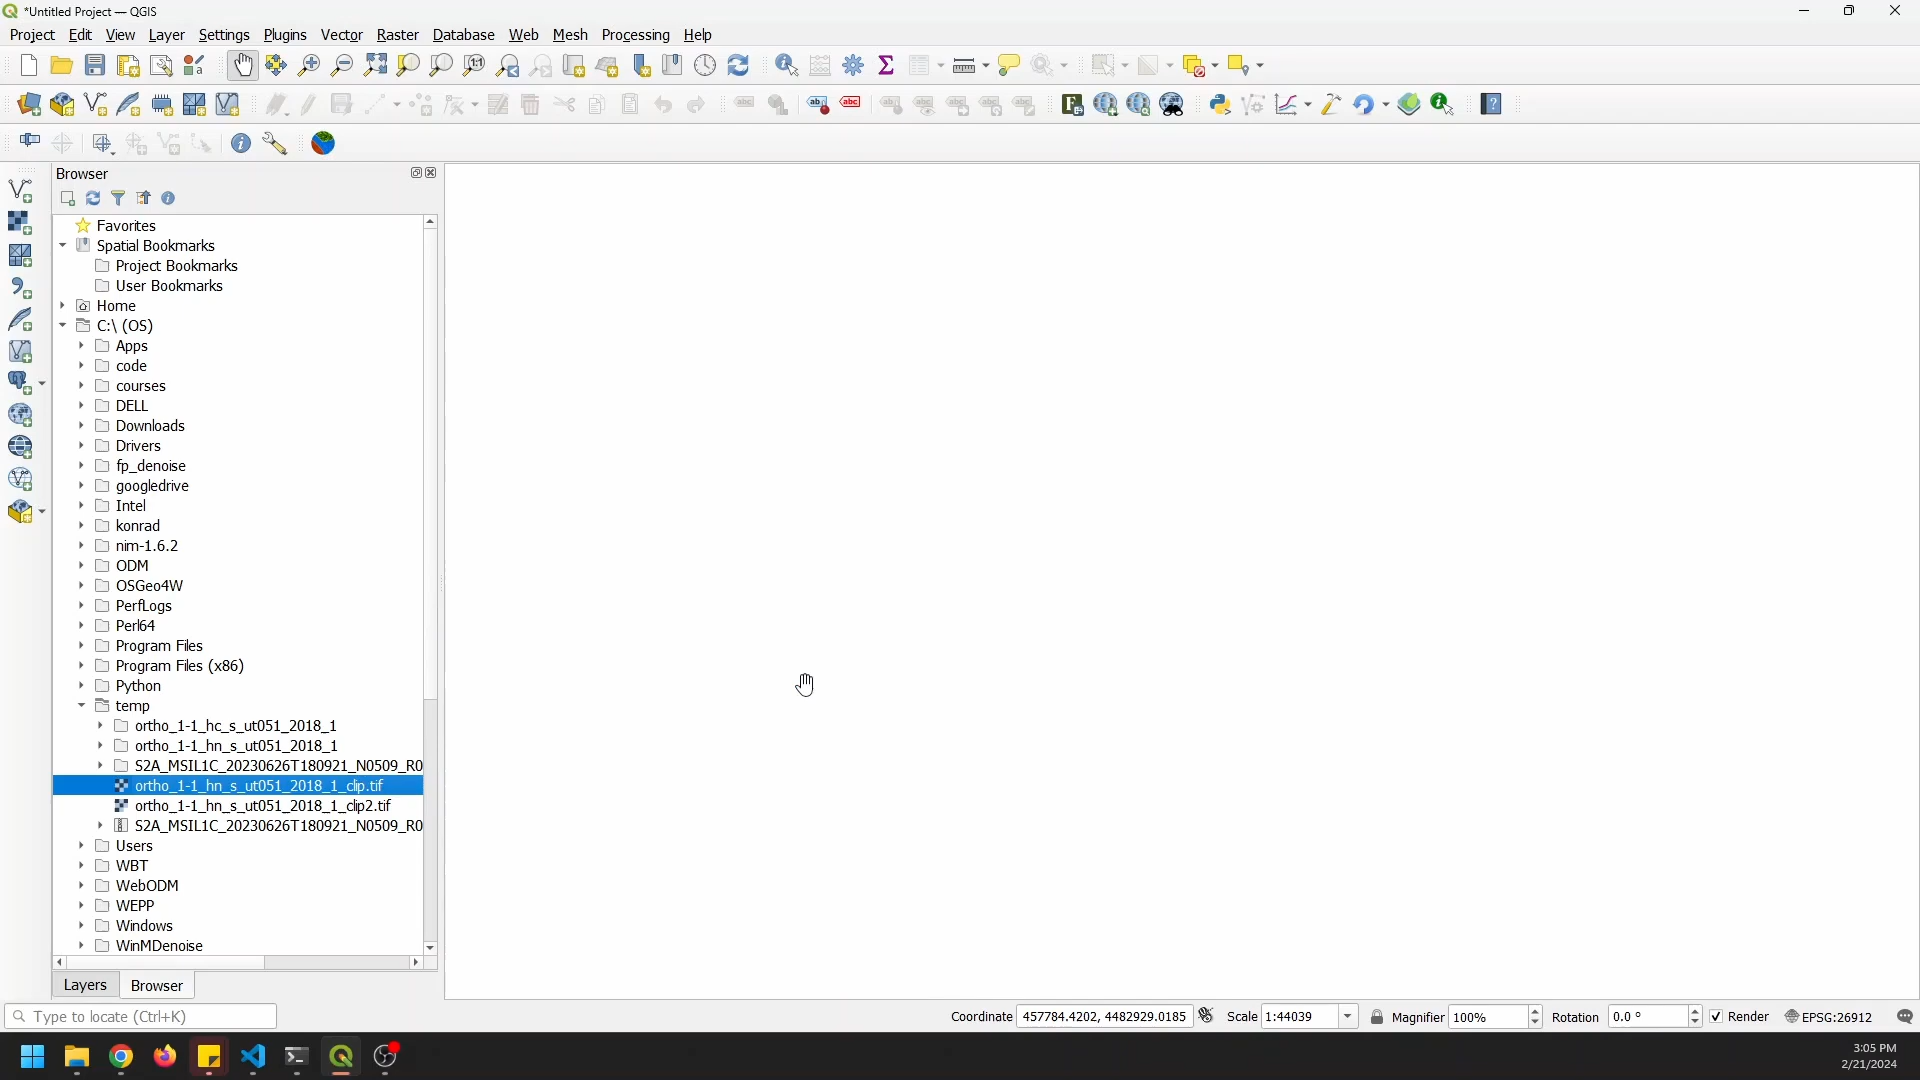 *Untitled Project — QGIS
Project Edit View Layer Settings Plugins Vector Raster Database Web Mesh Processing Help
Browser
Favorites
Spatial Bookmarks
Project Bookmarks
User Bookmarks
Home
C:\ (OS)
Apps
code
courses
DELL
Downloads
Drivers
fp_denoise
googledrive
Intel
konrad
nim-1.6.2
ODM
OSGeo4W
PerfLogs
Perl64
Program Files
Program Files (x86)
Python
temp
ortho_1-1_hc_s_ut051_2018_1
ortho_1-1_hn_s_ut051_2018_1
S2A_MSIL1C_20230626T180921_N0509_R0
ortho_1-1_hn_s_ut051_2018_1_clip.tif
ortho_1-1_hn_s_ut051_2018_1_clip2.tif
S2A_MSIL1C_20230626T180921_N0509_R0
Users
WBT
WebODM
WEPP
Windows
WinMDenoise
Layers Browser
Type to locate (Ctrl+K) Coordinate 457784.4202, 4482929.0185 Scale 1:44039 Magnifier 100% Rotation 0.0 ° Render EPSG:26912
3:05 PM
2/21/2024